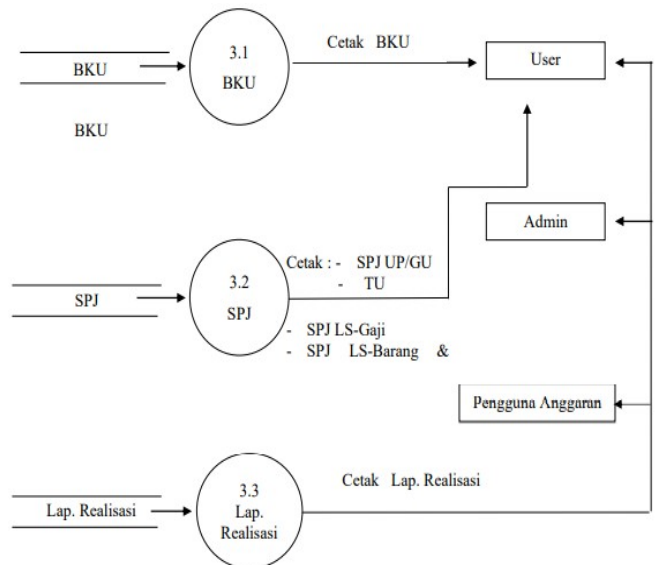 BKU
BKU
3.1
BKU
Cetak BKU
User
Admin
SPJ
3.2
SPJ
Cetak : - SPJ UP/GU
- TU
- SPJ LS-Gaji
- SPJ LS-Barang &
Pengguna Anggaran
Lap. Realisasi
3.3
Lap.
Realisasi
Cetak Lap. Realisasi